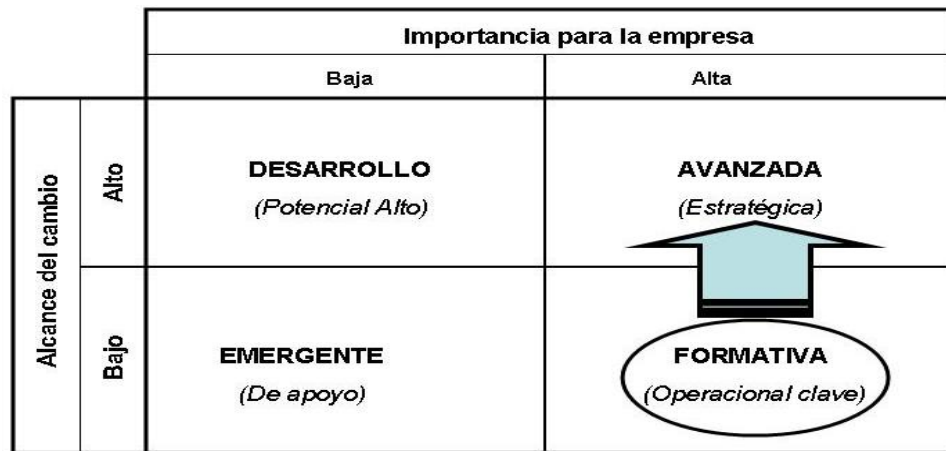 Importancia para la empresa
Baja
Alta
Alcance del cambio
Alto
DESARROLLO
(Potencial Alto)
AVANZADA
(Estratégica)
Bajo
EMERGENTE
(De apoyo)
FORMATIVA
(Operacional clave)